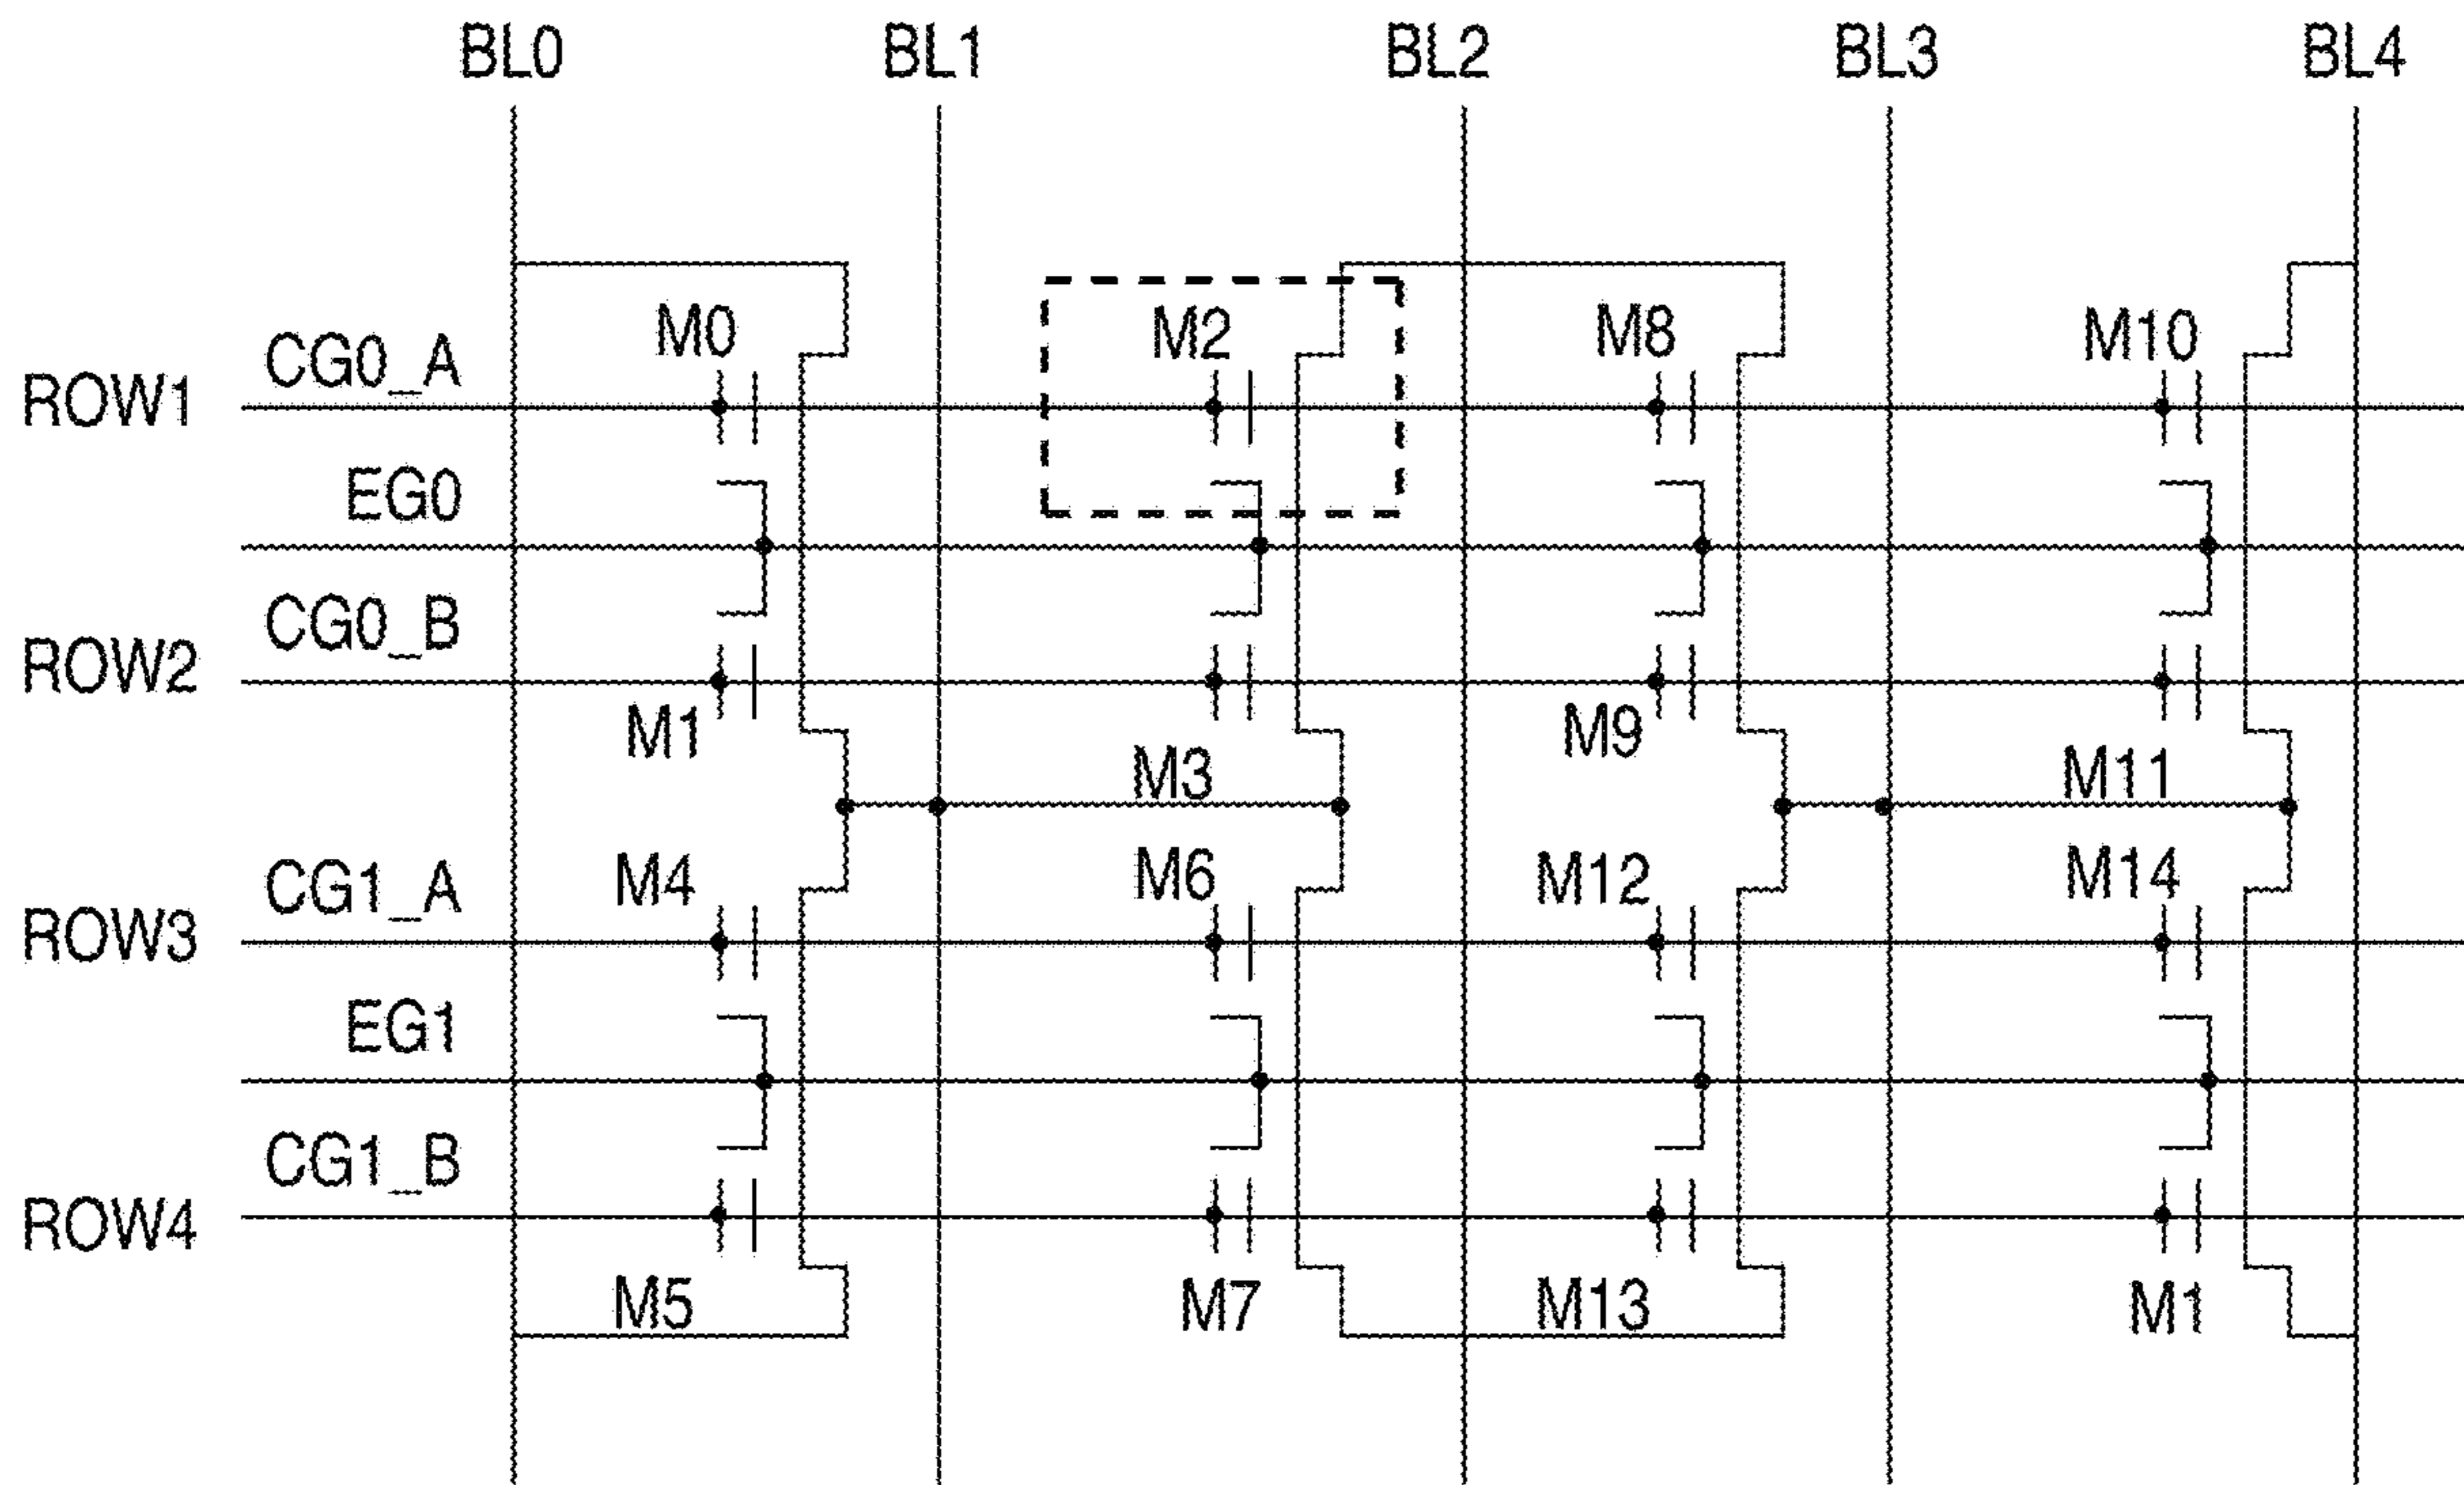 BL0 BL1 BL2 BL3 BL4
M0 M2 M8 M10
CG0_A
ROW1
EG0
CG0_B
ROW2
M1 M9
M3 M11
M4 M6 M12 M14
CG1_A
ROW3
EG1
CG1_B
ROW4
M5 M7 M13 M1